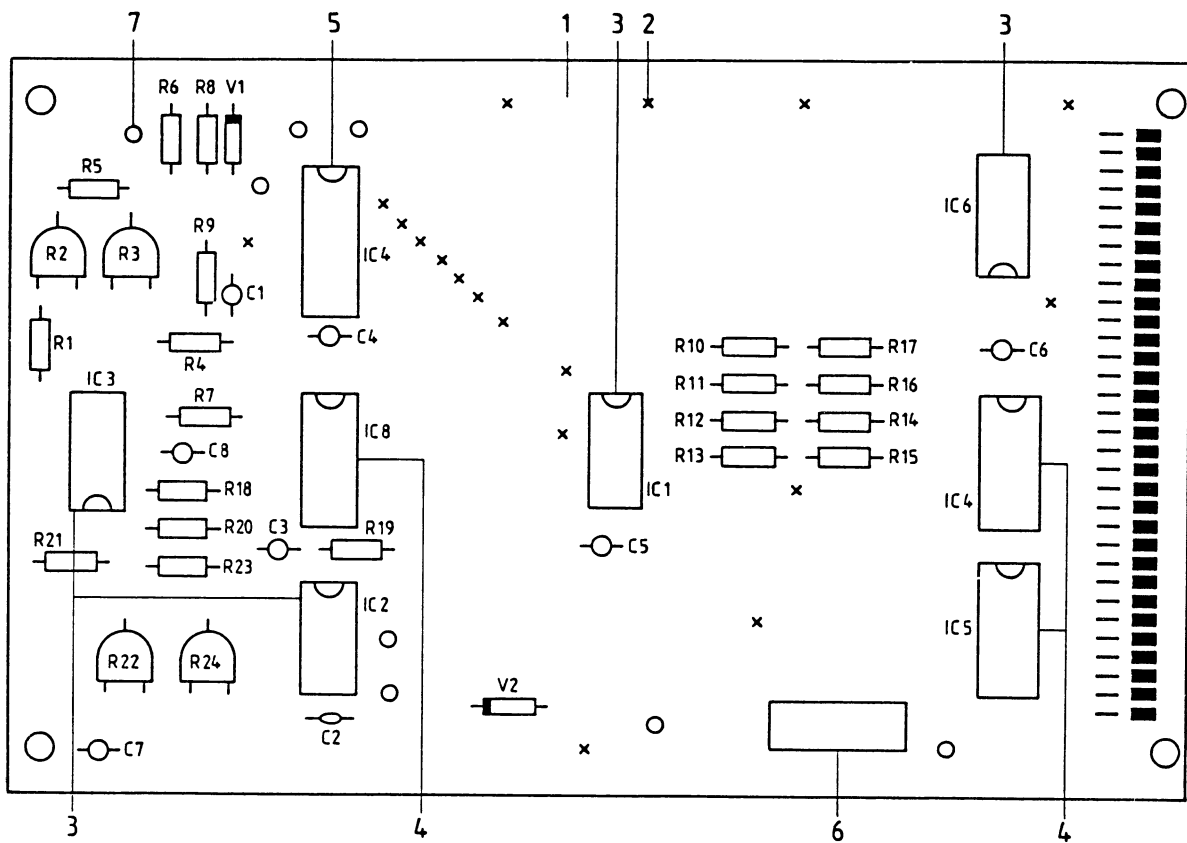 7 5 1 3 2 3
R6 R8 V1
R5
IC6
R9
R2 R3
IC4
C1
R1
C4
R4
R10 R17
C6
IC3
R11 R16
R7
R12 R14
IC8
C8
R13 R15
R18
IC1
IC4
R20 C3 R19
R21
C5
R23
IC2
IC5
R22 R24
V2
C2
C7
3 4 6 4